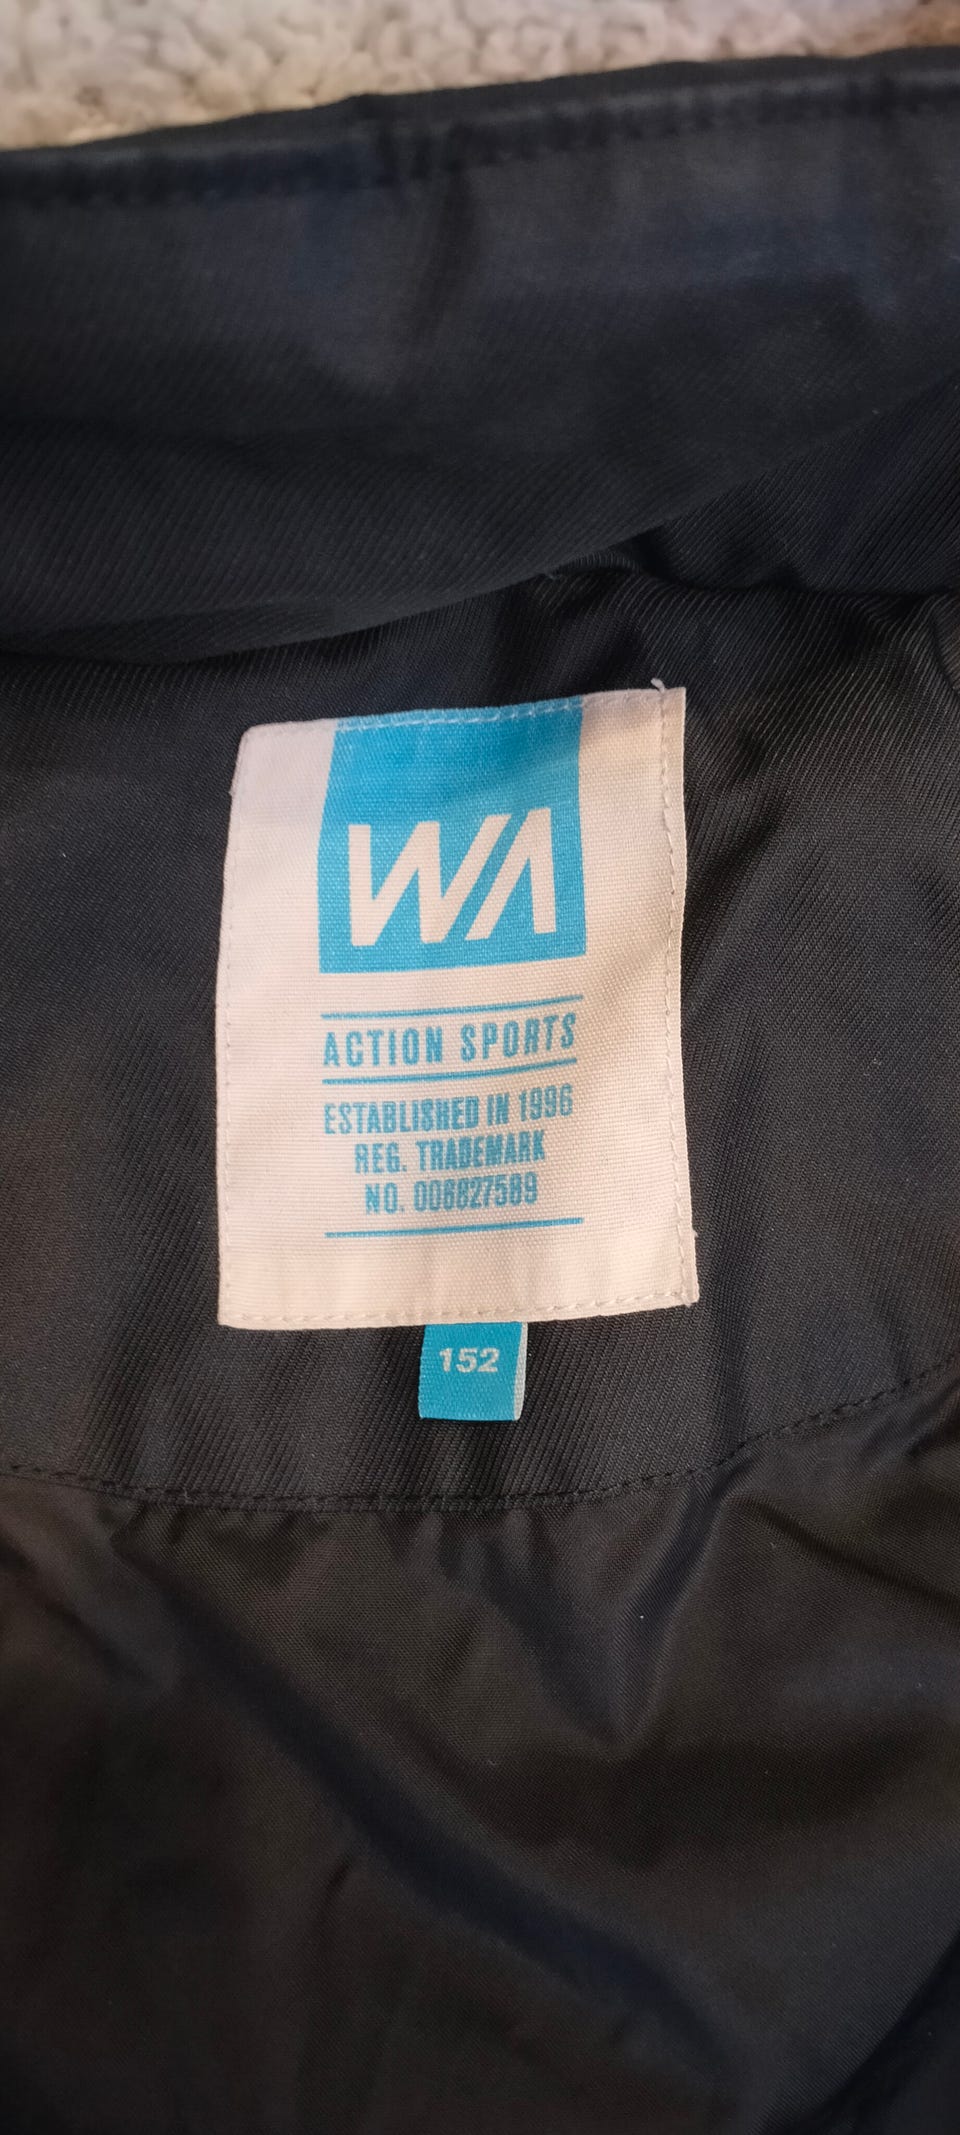 WA
ACTION SPORTS
ESTABLISHED IN 1996
REG. TRADEMARK
NO. 006827589
152